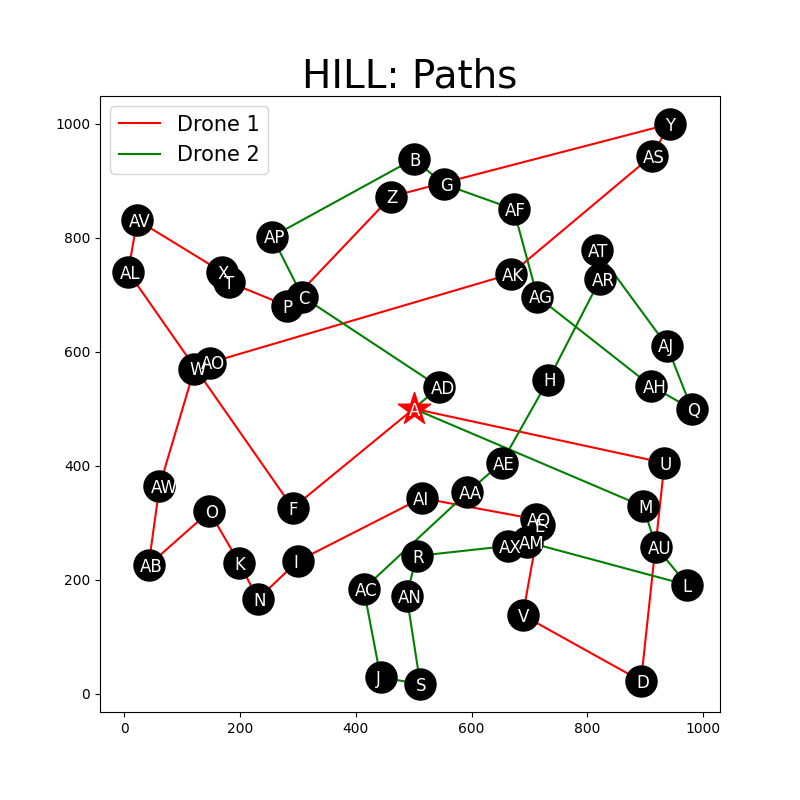 HILL: Paths
Drone 1
Drone 2
1000
800
600
400
200
0
0
200
400
600
800
1000
Y
AS
B
G
Z
AF
AV
AP
AT
AL
X
T
AK
AR
P
C
AG
AJ
W
AO
H
AH
AD
A
Q
AE
U
AW
AA
AI
F
O
M
AQ
E
AB
K
I
R
AX
AM
AU
N
AC
AN
L
V
J
S
D